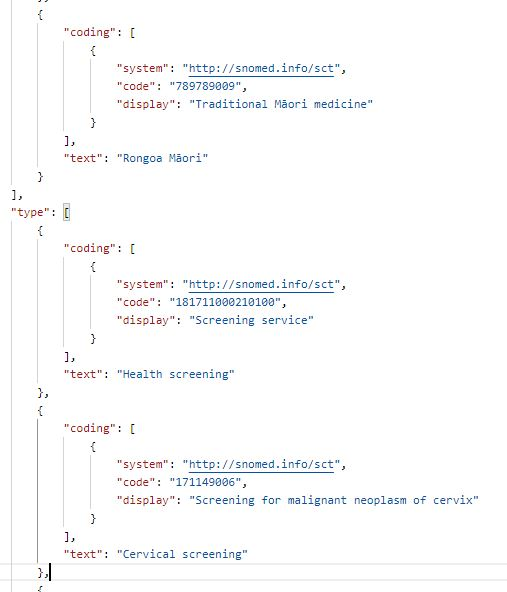 {
"coding": [
{
"system": "http://snomed.info/sct",
"code": "789789009",
"display": "Traditional Māori medicine"
}
],
"text": "Rongoa Māori"
}
],
"type": [
{
"coding": [
{
"system": "http://snomed.info/sct",
"code": "181711000210100",
"display": "Screening service"
}
],
"text": "Health screening"
},
{
"coding": [
{
"system": "http://snomed.info/sct",
"code": "171149006",
"display": "Screening for malignant neoplasm of cervix"
}
],
"text": "Cervical screening"
},
{